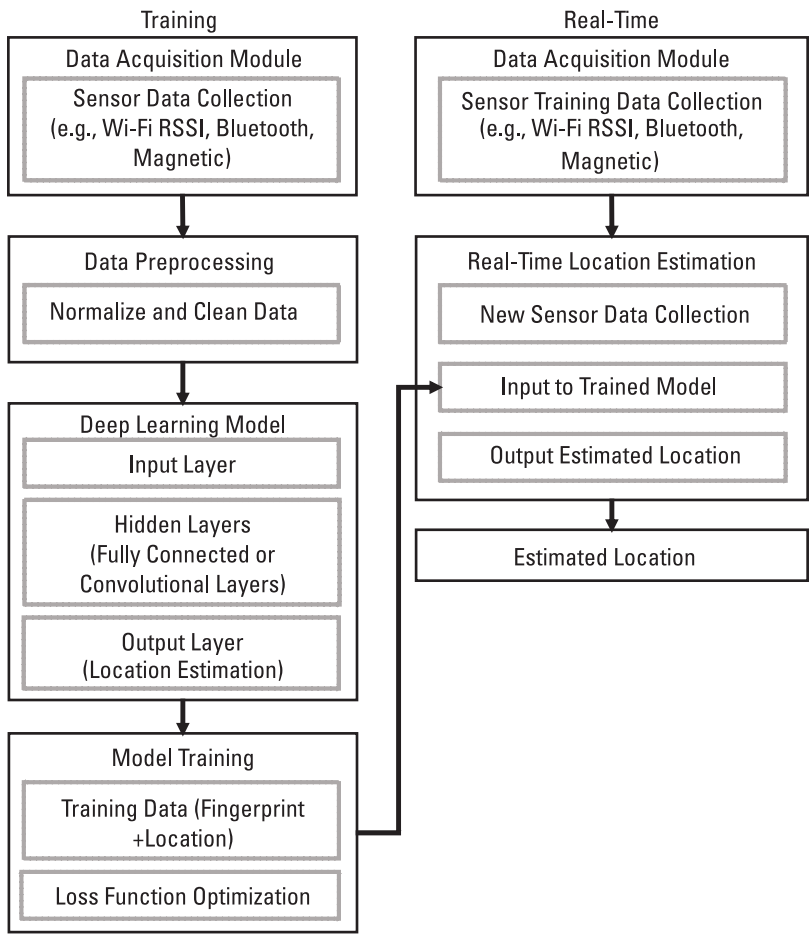 Training
Data Acquisition Module
Sensor Data Collection
(e.g., Wi-Fi RSSI, Bluetooth,
Magnetic)
Data Preprocessing
Normalize and Clean Data
Deep Learning Model
Input Layer
Hidden Layers
(Fully Connected or
Convolutional Layers)
Output Layer
(Location Estimation)
Model Training
Training Data (Fingerprint
+Location)
Loss Function Optimization
Real-Time
Data Acquisition Module
Sensor Training Data Collection
(e.g., Wi-Fi RSSI, Bluetooth,
Magnetic)
Real-Time Location Estimation
New Sensor Data Collection
Input to Trained Model
Output Estimated Location
Estimated Location